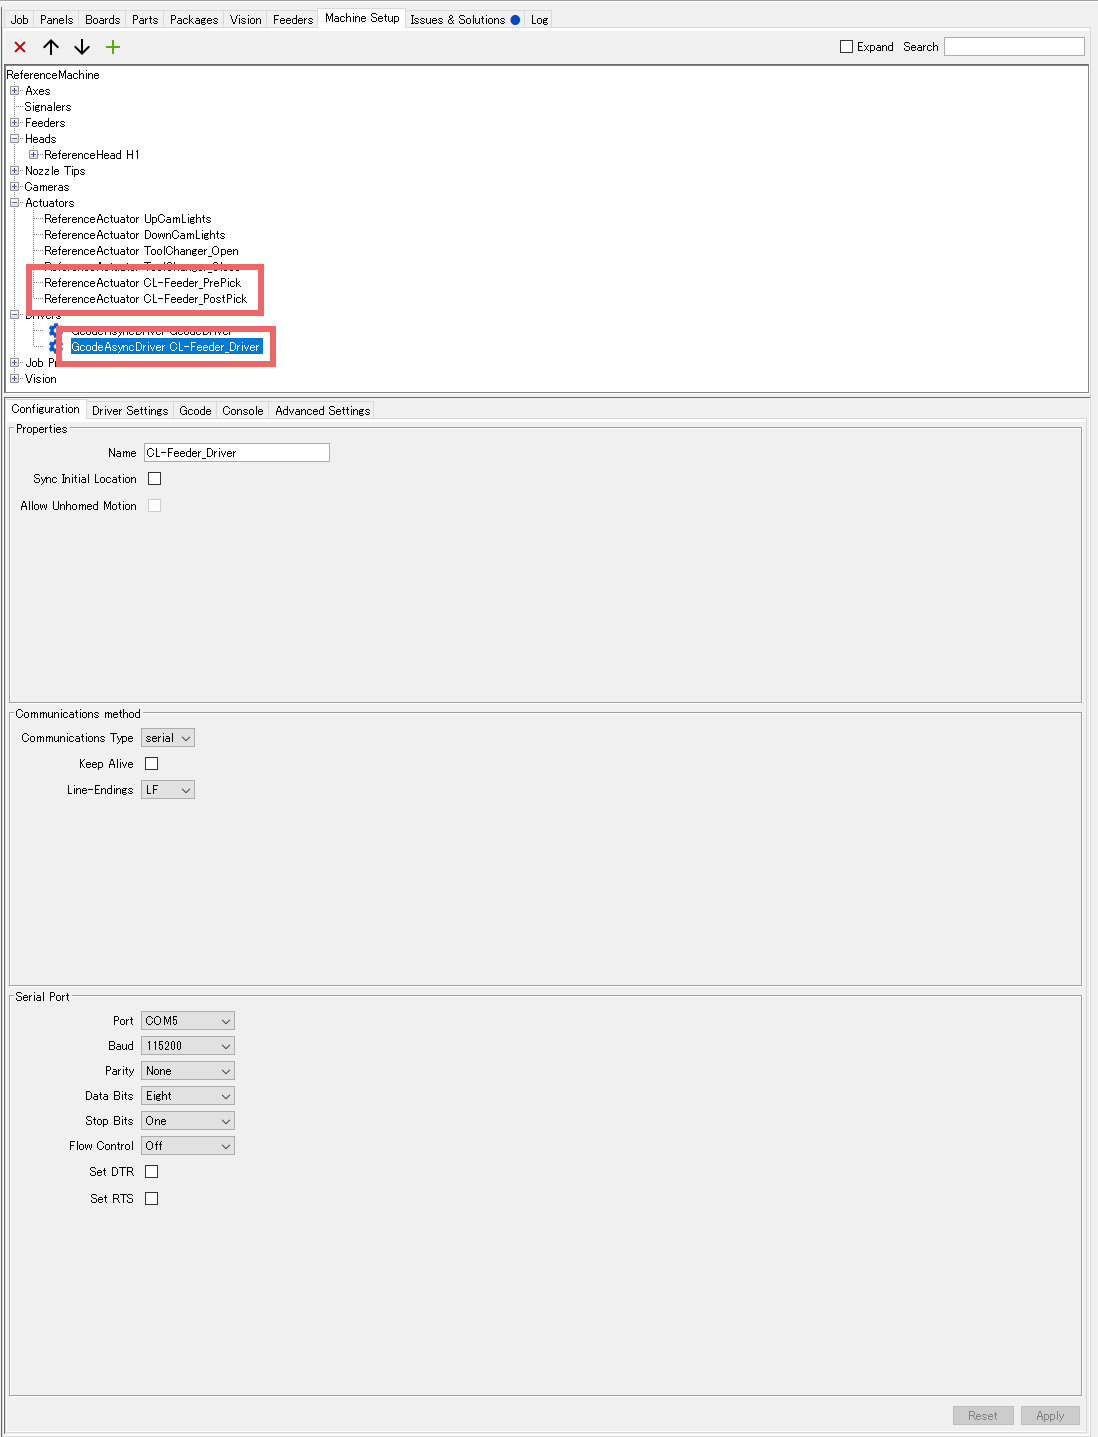 Job Panels Boards Parts Packages Vision Feeders Machine Setup Issues & Solutions Log
Expand Search
ReferenceMachine
Axes
Signalers
Feeders
Heads
ReferenceHead H1
Nozzle Tips
Cameras
Actuators
ReferenceActuator UpCamLights
ReferenceActuator DownCamLights
ReferenceActuator ToolChanger_Open
ReferenceActuator ToolChanger_Close
ReferenceActuator CL-Feeder_PrePick
ReferenceActuator CL-Feeder_PostPick
Drivers
GcodeAsyncDriver GcodeDriver
GcodeAsyncDriver CL-Feeder_Driver
Job P
Vision
Configuration Driver Settings Gcode Console Advanced Settings
Properties
Name CL-Feeder_Driver
Sync Initial Location
Allow Unhomed Motion
Communications method
Communications Type serial
Keep Alive
Line-Endings LF
Serial Port
Port COM5
Baud 115200
Parity None
Data Bits Eight
Stop Bits One
Flow Control Off
Set DTR
Set RTS
Reset Apply